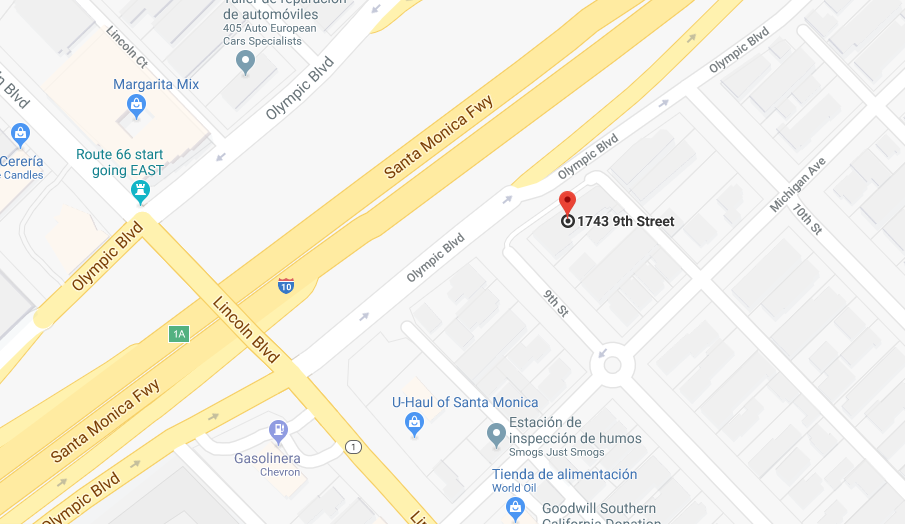 Taller de reparación
de automóviles
405 Auto European
Cars Specialists
Lincoln Ct
Olympic Blvd
Olympic Blvd
Margarita Mix
Santa Monica Fwy
Cerería
Candles
Route 66 start
going EAST
Olympic Blvd
Michigan Ave
10th St
1743 9th Street
Olympic Blvd
Olympic Blvd
10
9th St
Lincoln Blvd
1A
Santa Monica Fwy
U-Haul of Santa Monica
Estación de
inspección de humos
Smogs Just Smogs
1
Gasolinera
Chevron
Tienda de alimentación
World Oil
Olympic Blvd
Goodwill Southern
California Donation